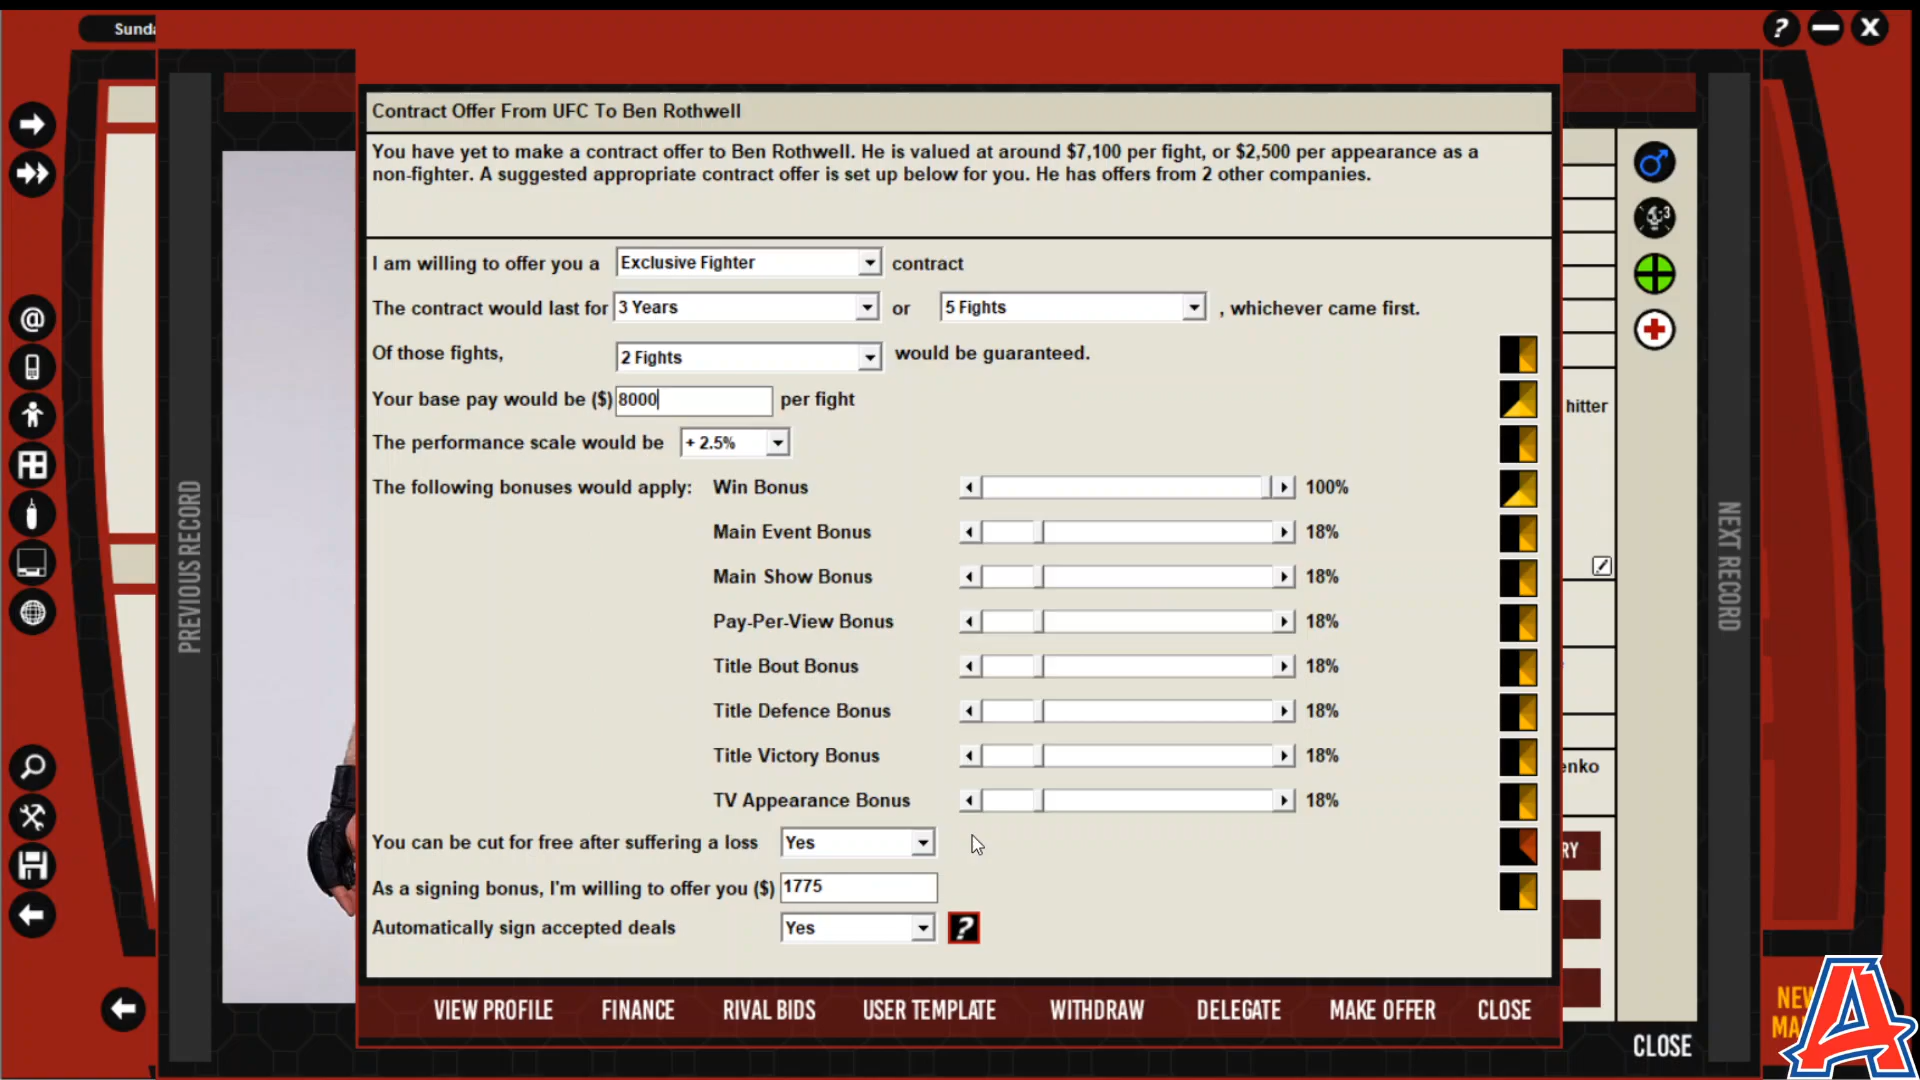 Sunda
?
X
Contract Offer From UFC To Ben Rothwell
You have yet to make a contract offer to Ben Rothwell. He is valued at around $7,100 per fight, or $2,500 per appearance as a
non-fighter. A suggested appropriate contract offer is set up below for you. He has offers from 2 other companies.
I am willing to offer you a Exclusive Fighter contract
The contract would last for 3 Years or 5 Fights , whichever came first.
Of those fights, 2 Fights would be guaranteed.
Your base pay would be ($) 8000 per fight
The performance scale would be + 2.5%
The following bonuses would apply: Win Bonus 100%
Main Event Bonus 18%
Main Show Bonus 18%
Pay-Per-View Bonus 18%
Title Bout Bonus 18%
Title Defence Bonus 18%
Title Victory Bonus 18%
TV Appearance Bonus 18%
You can be cut for free after suffering a loss Yes
As a signing bonus, I'm willing to offer you ($) 1775
Automatically sign accepted deals Yes ?
VIEW PROFILE FINANCE RIVAL BIDS USER TEMPLATE WITHDRAW DELEGATE MAKE OFFER CLOSE
PREVIOUS RECORD
NEXT RECORD
@
hitter
enko
RY
CLOSE
A